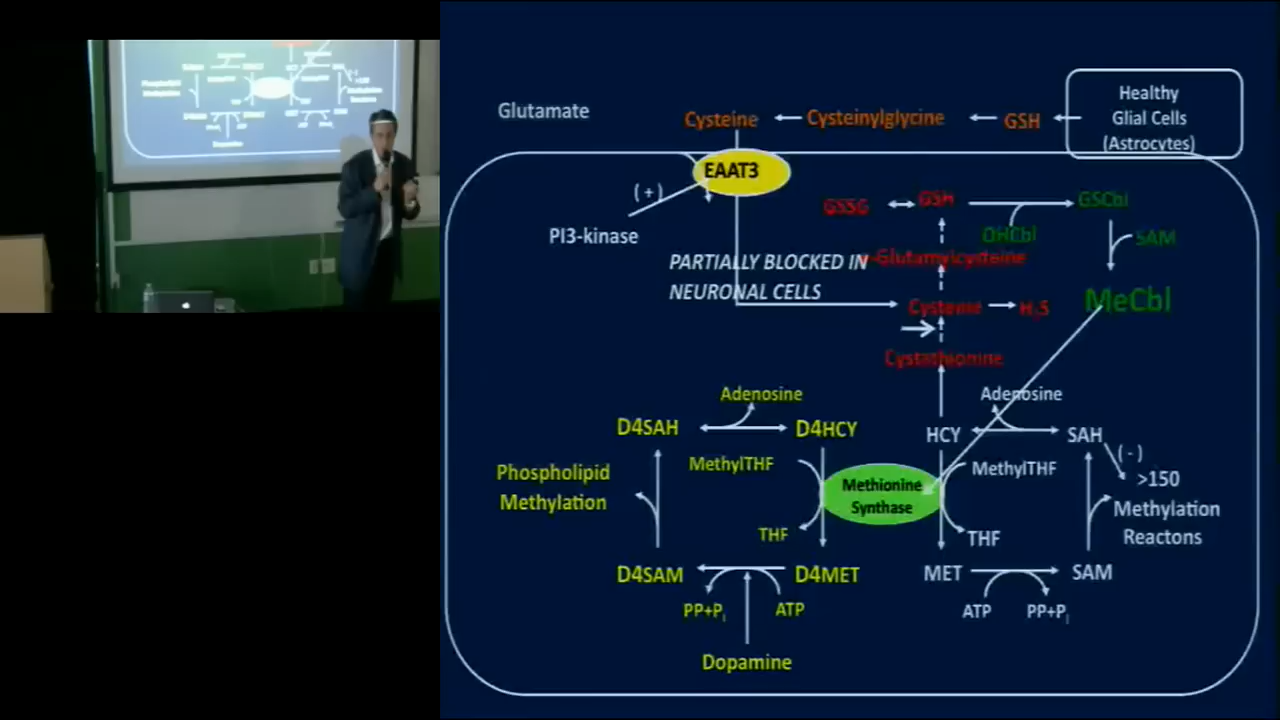 Healthy
Glial Cells
(Astrocytes)
Glutamate
Cysteine
Cysteinylglycine
GSH
EAAT3
(+)
PI3-kinase
GSSG
GSH
GSCbl
OHCbl
SAM
PARTIALLY BLOCKED IN
NEURONAL CELLS
γ-Glutamylcysteine
MeCbl
Cysteine
H2S
Cystathionine
Adenosine
Adenosine
D4SAH
D4HCY
HCY
SAH
(-)
MethylTHF
MethylTHF
>150
Methylation
Reactons
Phospholipid
Methylation
Methionine
Synthase
THF
THF
D4SAM
D4MET
MET
SAM
PP+Pi
ATP
ATP
PP+Pi
Dopamine